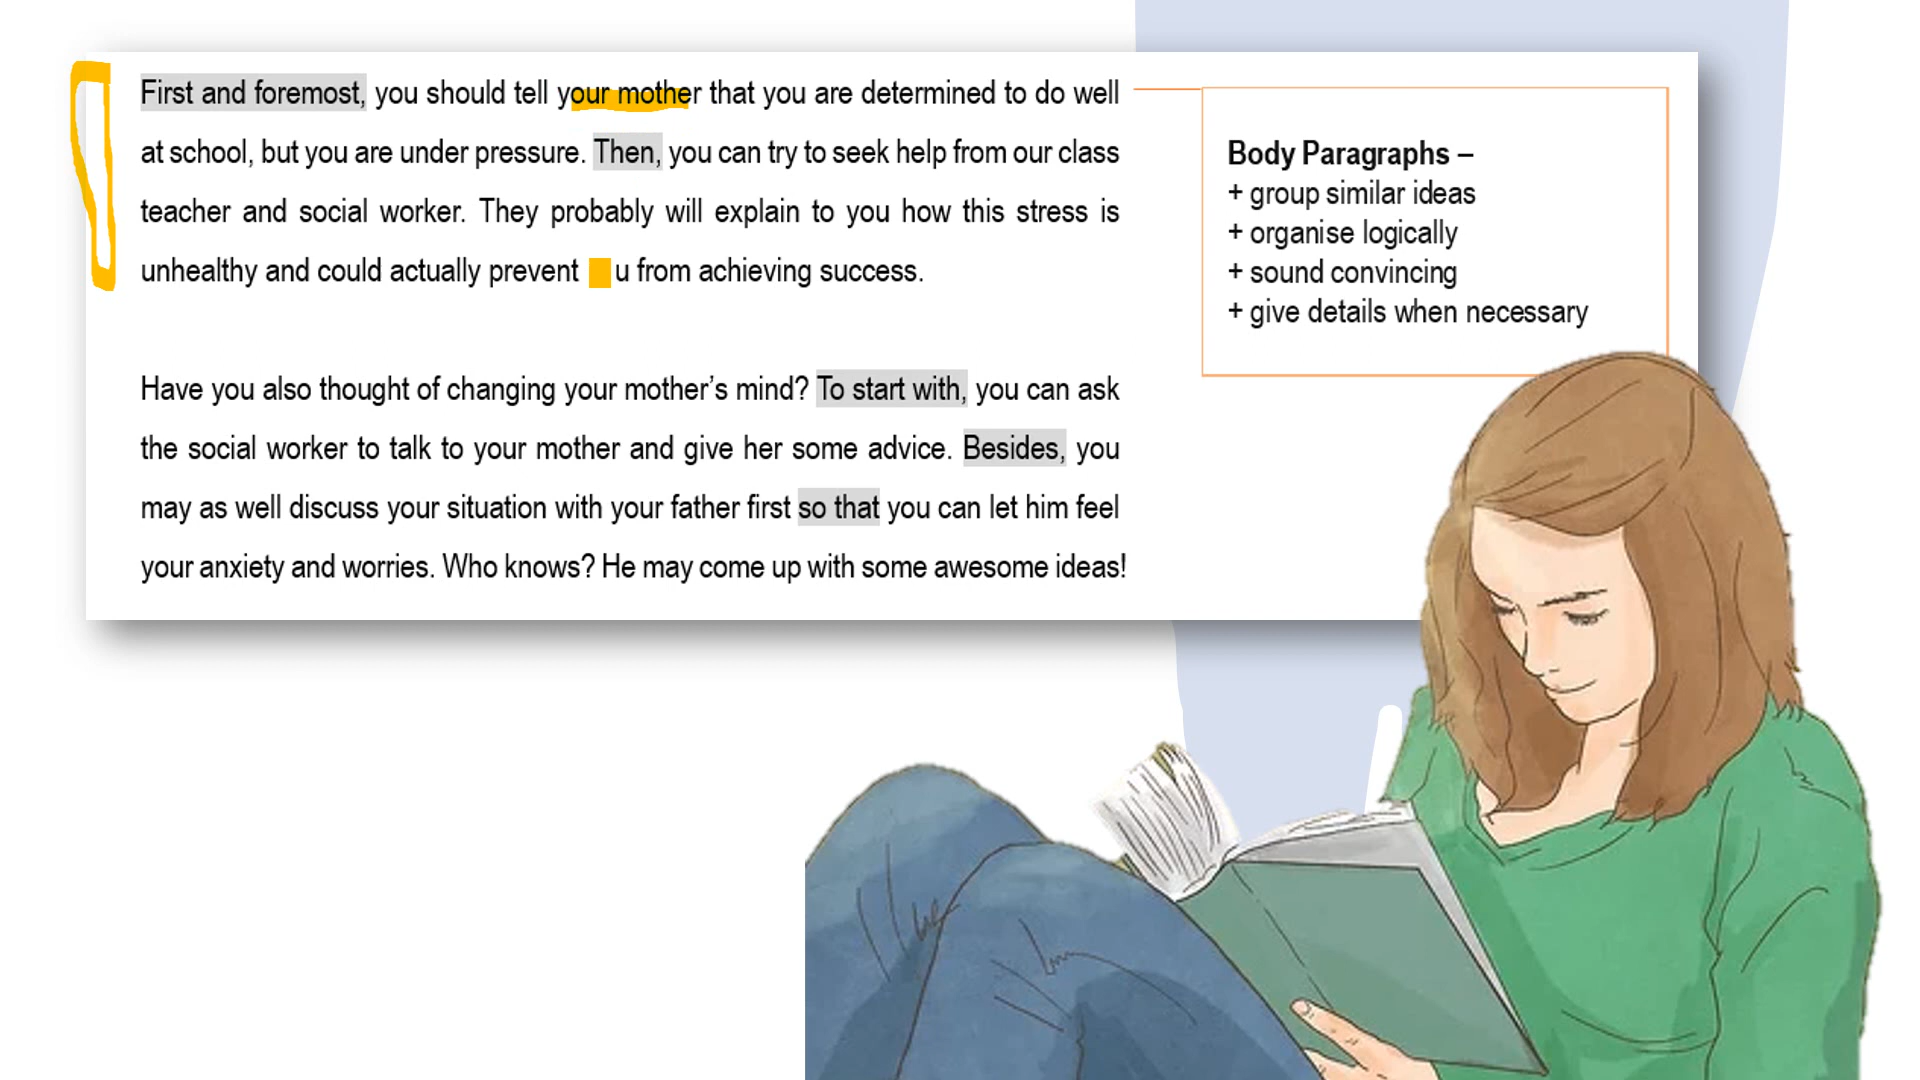 First and foremost, you should tell your mother that you are determined to do well
at school, but you are under pressure. Then, you can try to seek help from our class
teacher and social worker. They probably will explain to you how this stress is
unhealthy and could actually prevent u from achieving success.
Have you also thought of changing your mother’s mind? To start with, you can ask
the social worker to talk to your mother and give her some advice. Besides, you
may as well discuss your situation with your father first so that you can let him feel
your anxiety and worries. Who knows? He may come up with some awesome ideas!
Body Paragraphs –
+ group similar ideas
+ organise logically
+ sound convincing
+ give details when necessary